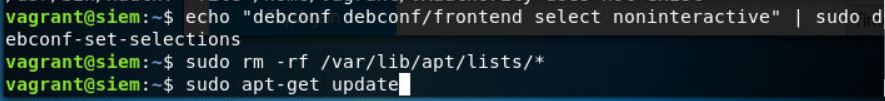 vagrant@siem:~$ echo "debconf debconf/frontend select noninteractive" | sudo d
ebconf-set-selections
vagrant@siem:~$ sudo rm -rf /var/lib/apt/lists/*
vagrant@siem:~$ sudo apt-get update